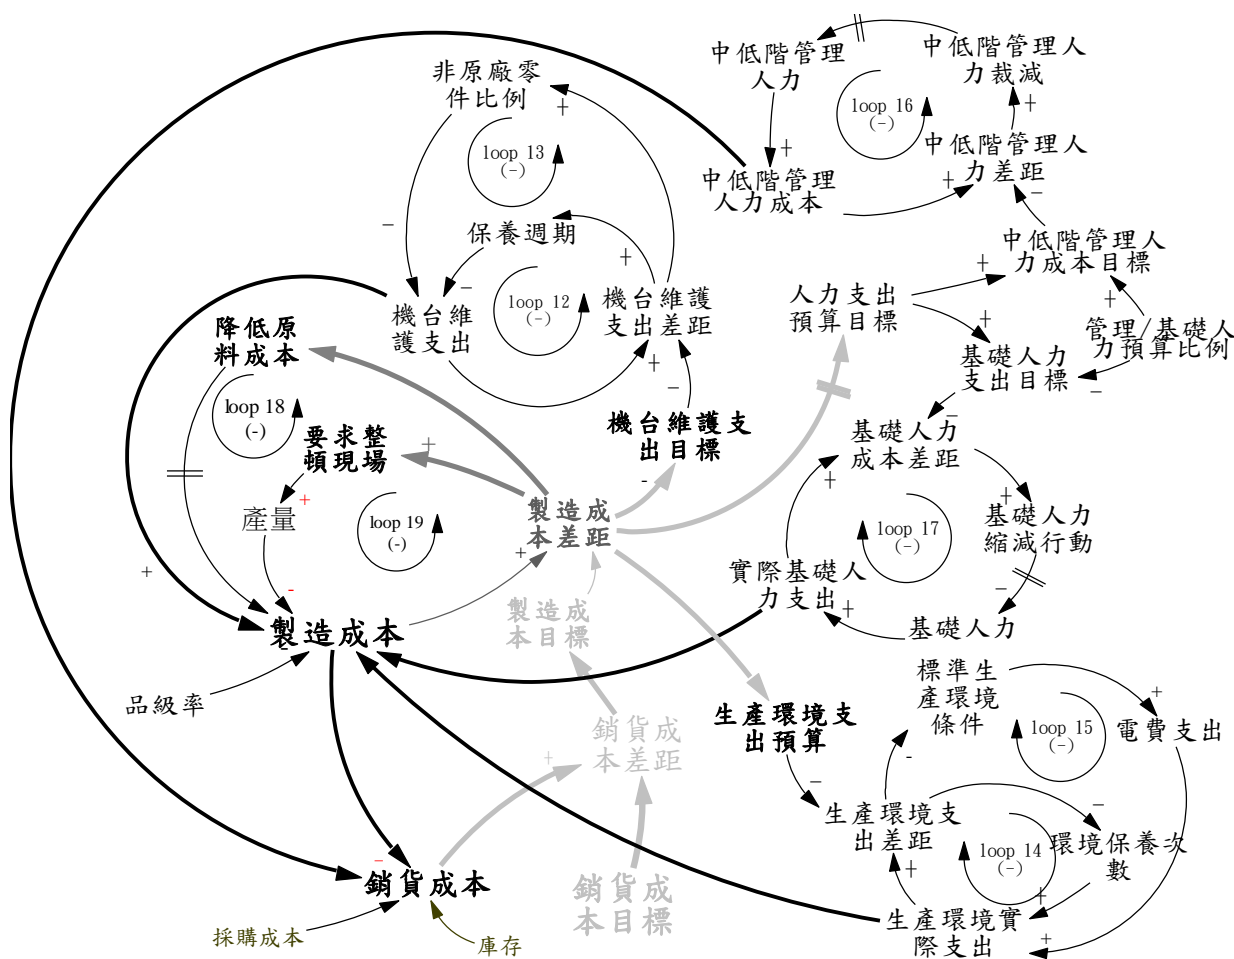 中低階管理
人力
中低階管理人
力裁減
非原廠零
件比例
+
loop 16
(-)
+
loop 13
(-)
+
中低階管理人
力差距
+
中低階管理
人力成本
+
-
-
保養週期
+
中低階管理人
力成本目標
+
-
loop 12
(-)
機台維
護支出
機台維護
支出差距
人力支出
預算目標
+
+
管理/基礎人
力預算比例
降低原
料成本
基礎人力
支出目標
+
-
-
loop 18
(-)
要求整
頓現場
+
機台維護支
出目標
-
基礎人力
成本差距
-
+
+
+
產量
loop 19
(-)
製造成
本差距
基礎人力
縮減行動
loop 17
(-)
+
+
-
實際基礎人
力支出
+
-
製造成
本目標
基礎人力
製造成本
-
標準生
產環境
條件
+
品級率
生產環境支
出預算
loop 15
(-)
電費支出
銷貨成
本差距
+
-
-
生產環境支
出差距
-
loop 14
(-)
環境保養次
數
-
+
銷貨成本
銷貨成
本目標
+
生產環境實
際支出
+
採購成本
庫存